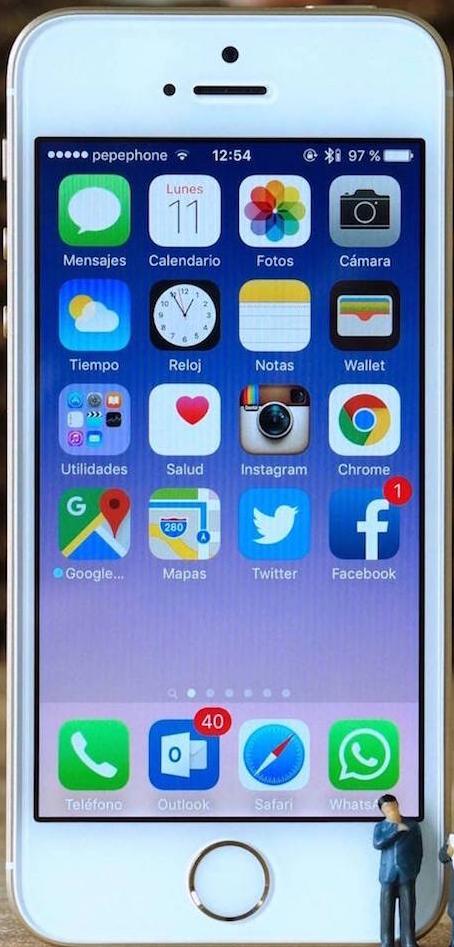 pepephone 12:54 97 %
Lunes
11
Mensajes Calendario Fotos Cámara
12
Tiempo Reloj Notas Wallet
Utilidades Salud Instagram Chrome
G 280 f 1
Google... Mapas Twitter Facebook
40
Teléfono Outlook Safari WhatsA